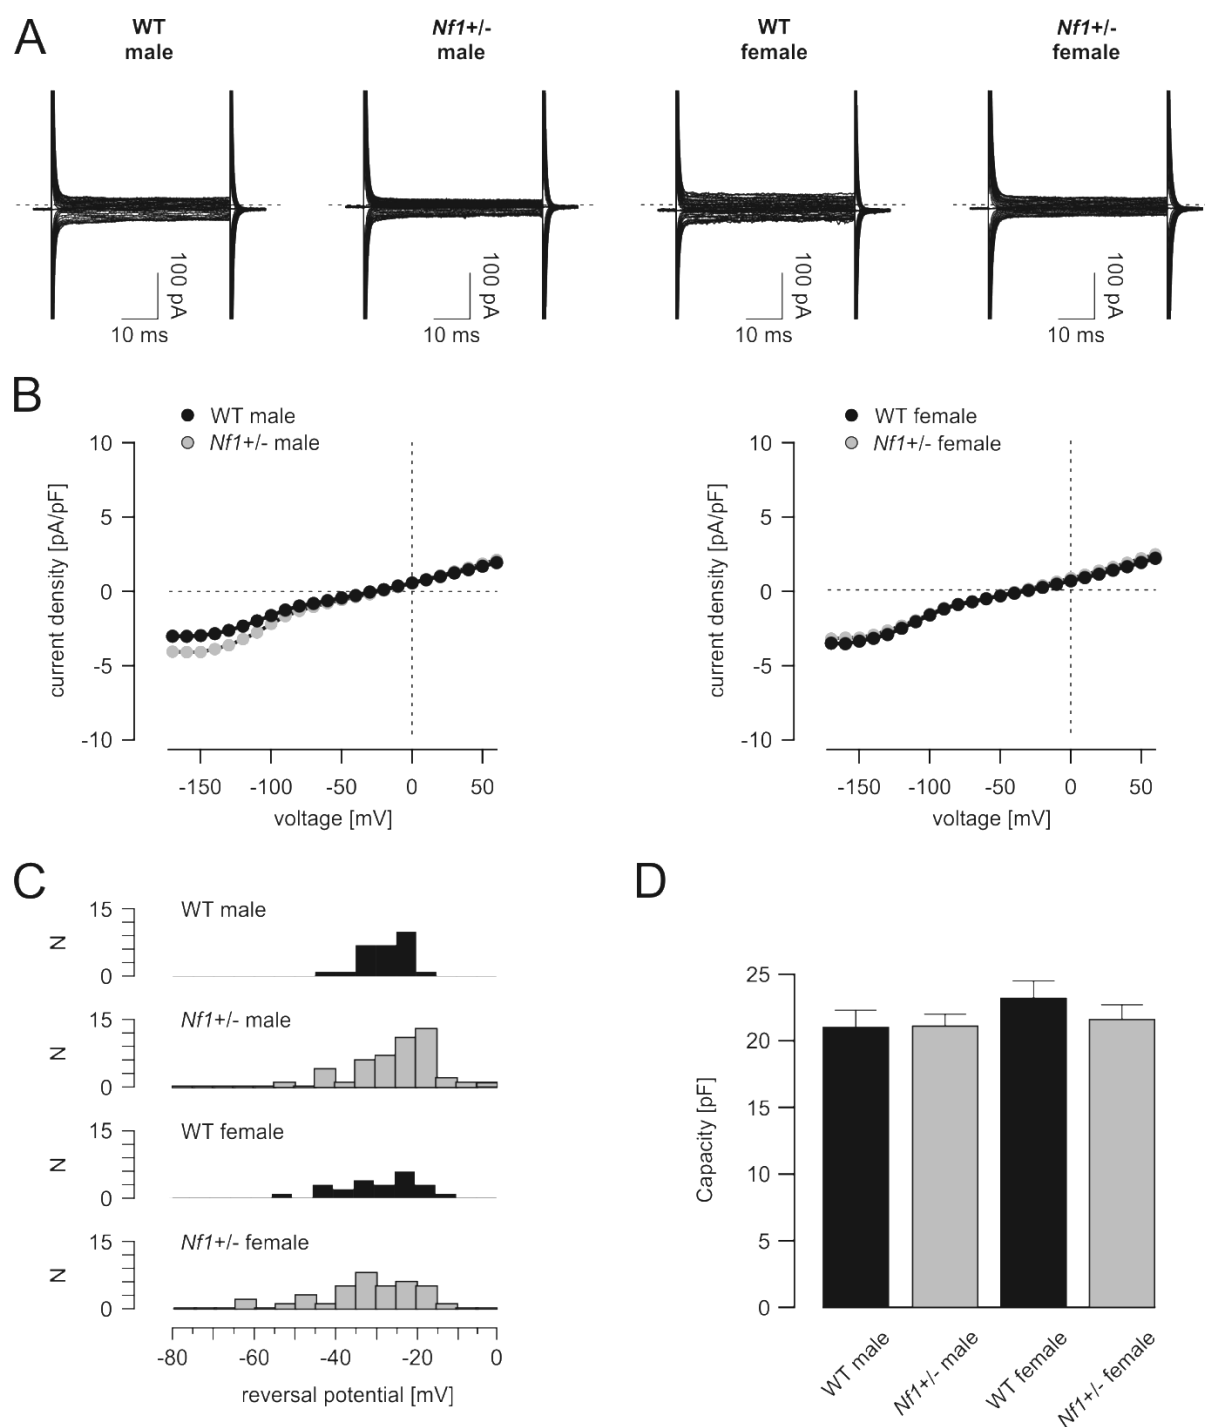 A
WT
male
Nf1+/-
male
WT
female
Nf1+/-
female
100 pA
10 ms
100 pA
10 ms
100 pA
10 ms
100 pA
10 ms
B
WT male
Nf1+/- male
10
5
0
-5
-10
current density [pA/pF]
-150 -100 -50 0 50
voltage [mV]
WT female
Nf1+/- female
10
5
0
-5
-10
current density [pA/pF]
-150 -100 -50 0 50
voltage [mV]
C
WT male
15
0
N
Nf1+/- male
15
0
N
WT female
15
0
N
Nf1+/- female
15
0
N
-80 -60 -40 -20 0
reversal potential [mV]
D
25
20
15
10
5
0
Capacity [pF]
WT male
Nf1+/- male
WT female
Nf1+/- female